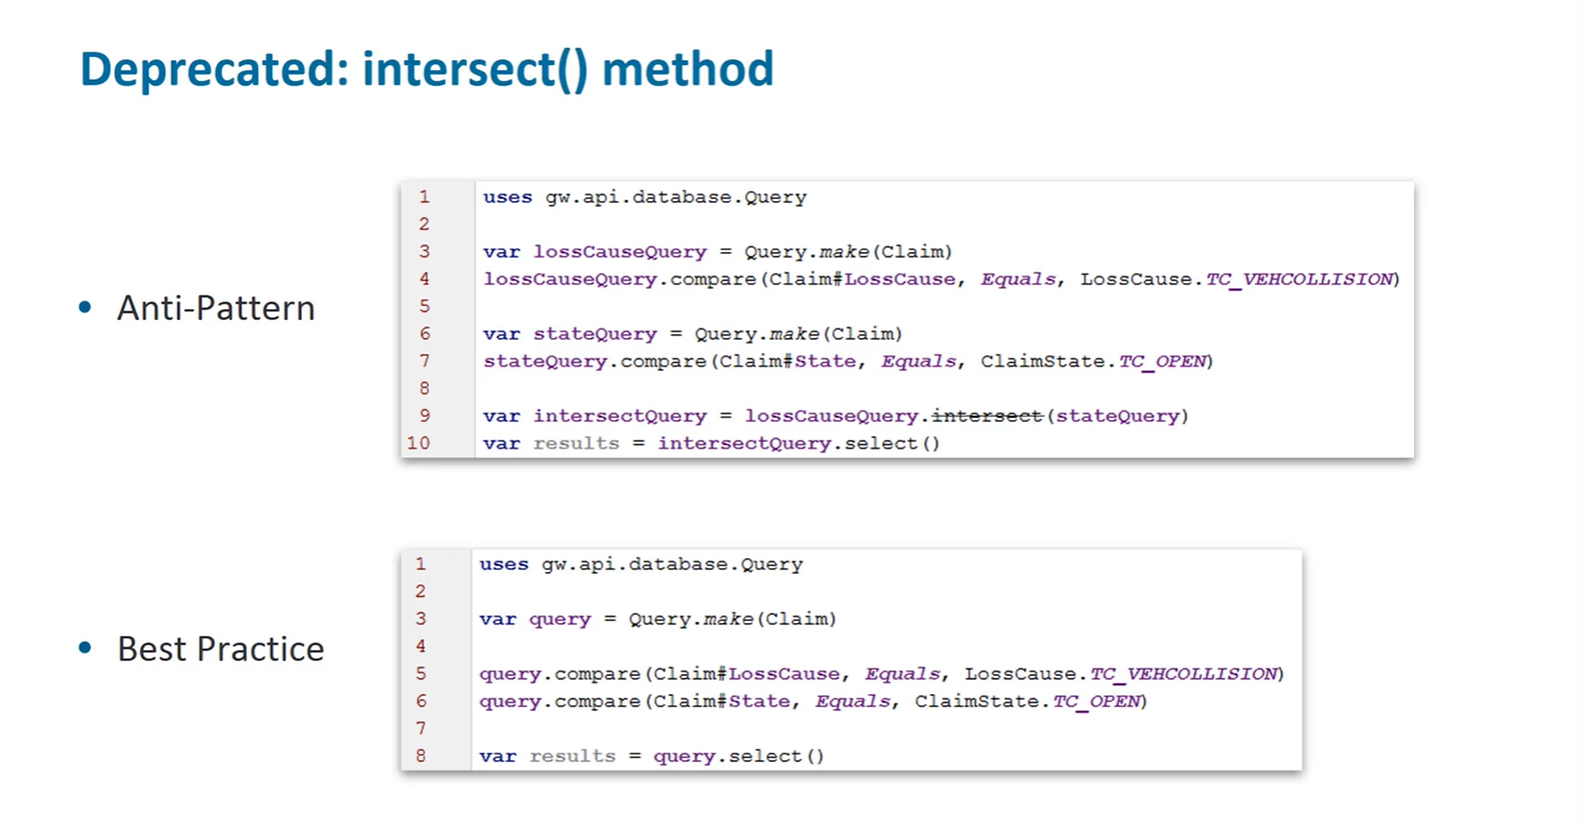 Deprecated: intersect() method
• Anti-Pattern
1 uses gw.api.database.Query
2
3 var lossCauseQuery = Query.make(Claim)
4 lossCauseQuery.compare(Claim#LossCause, Equals, LossCause.TC_VEHCOLLISION)
5
6 var stateQuery = Query.make(Claim)
7 stateQuery.compare(Claim#State, Equals, ClaimState.TC_OPEN)
8
9 var intersectQuery = lossCauseQuery.intersect(stateQuery)
10 var results = intersectQuery.select()
• Best Practice
1 uses gw.api.database.Query
2
3 var query = Query.make(Claim)
4
5 query.compare(Claim#LossCause, Equals, LossCause.TC_VEHCOLLISION)
6 query.compare(Claim#State, Equals, ClaimState.TC_OPEN)
7
8 var results = query.select()